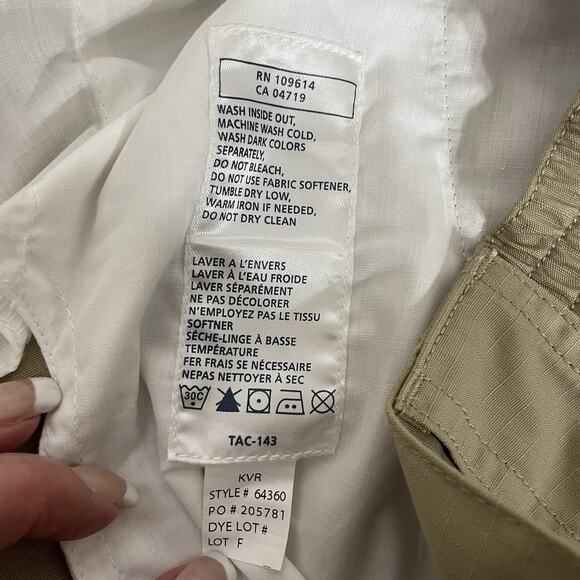 RN 109614
CA 04719
WASH INSIDE OUT,
MACHINE WASH COLD,
WASH DARK COLORS
SEPARATELY,
DO NOT BLEACH,
DO NOT USE FABRIC SOFTENER,
TUMBLE DRY LOW,
WARM IRON IF NEEDED,
DO NOT DRY CLEAN
LAVER A L'ENVERS
LAVER À L'EAU FROIDE
LAVER SÉPARÉMENT
NE PAS DÉCOLORER
N'EMPLOYEZ PAS LE TISSU
SOFTNER
SÉCHE-LINGE À BASSE
TEMPÉRATURE
FER FRAIS SE NÉCESSAIRE
NEPAS NETTOYER À SEC
30C
TAC-143
KVR
STYLE# 64360
PO # 205781
DYE LOT#
LOT F